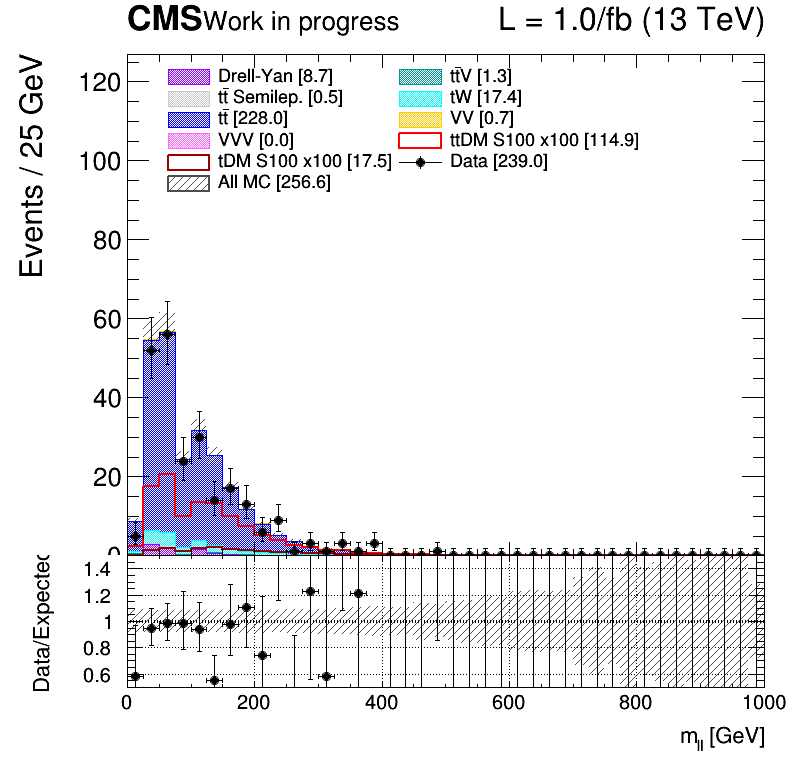 CMS Work in progress L = 1.0/fb (13 TeV)
Events / 25 GeV
120
100
80
60
40
20
0
Drell-Yan [8.7] tt̄V [1.3]
tt̄ Semilep. [0.5] tW [17.4]
tt̄ [228.0] VV [0.7]
VVV [0.0] ttDM S100 x100 [114.9]
tDM S100 x100 [17.5] Data [239.0]
All MC [256.6]
Data/Expected
1.4
1.2
1
0.8
0.6
0 200 400 600 800 1000
m_ll [GeV]